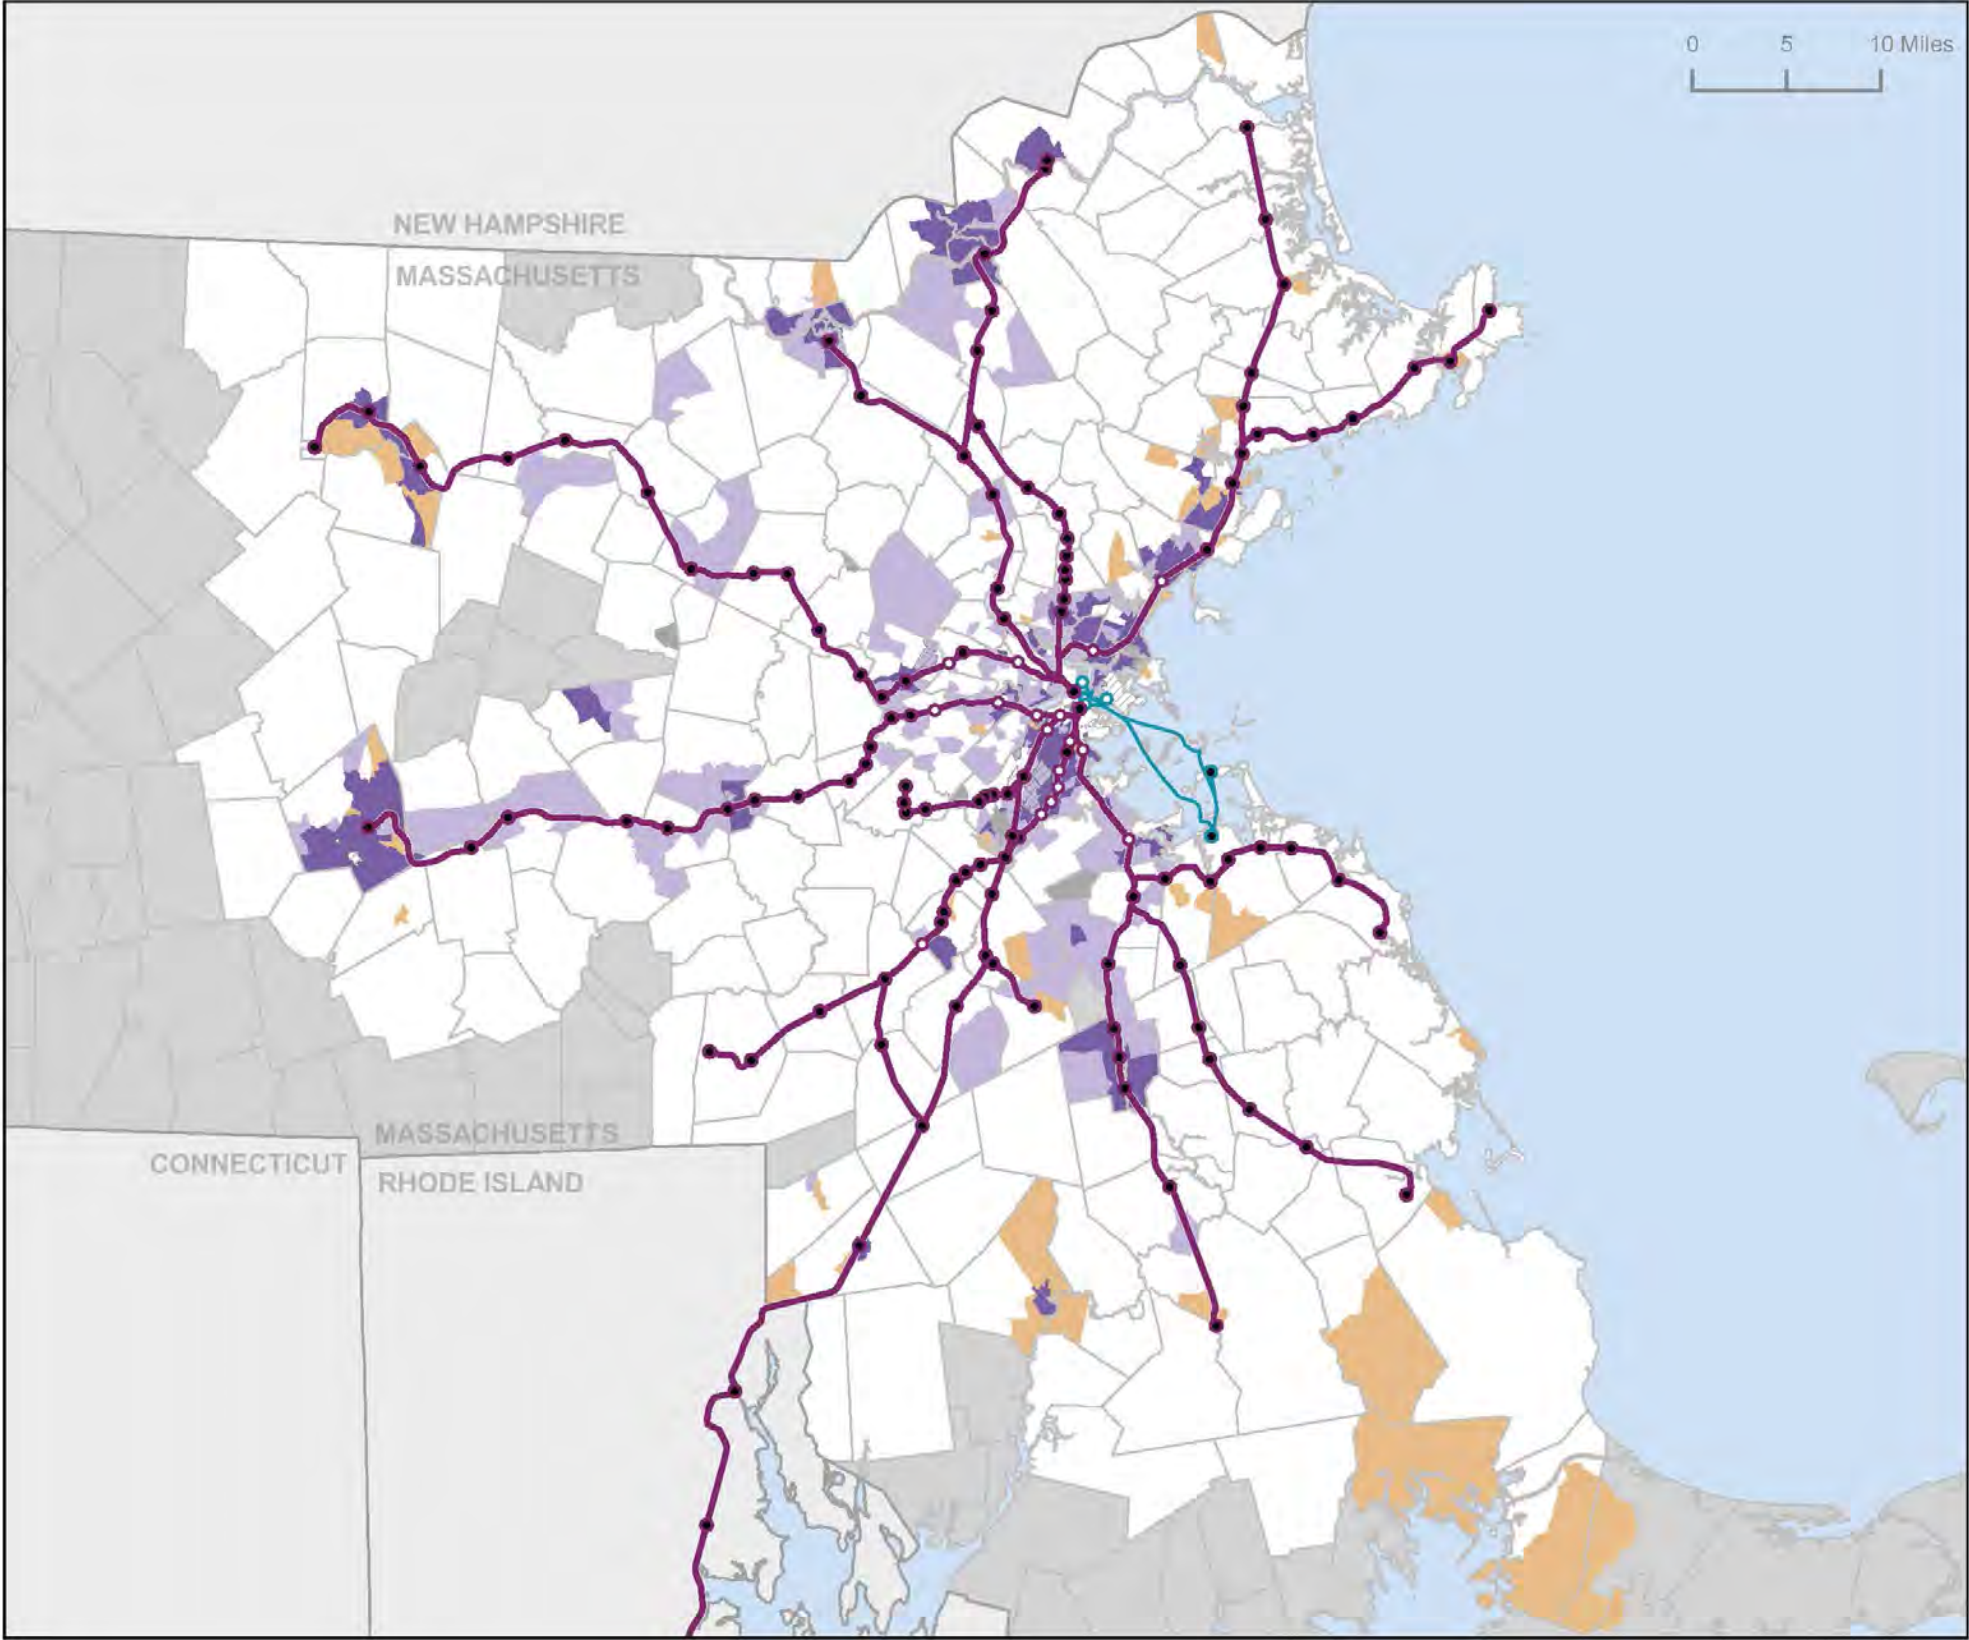 0 5 10 Miles
NEW HAMPSHIRE
MASSACHUSETTS
MASSACHUSETTS
CONNECTICUT
RHODE ISLAND